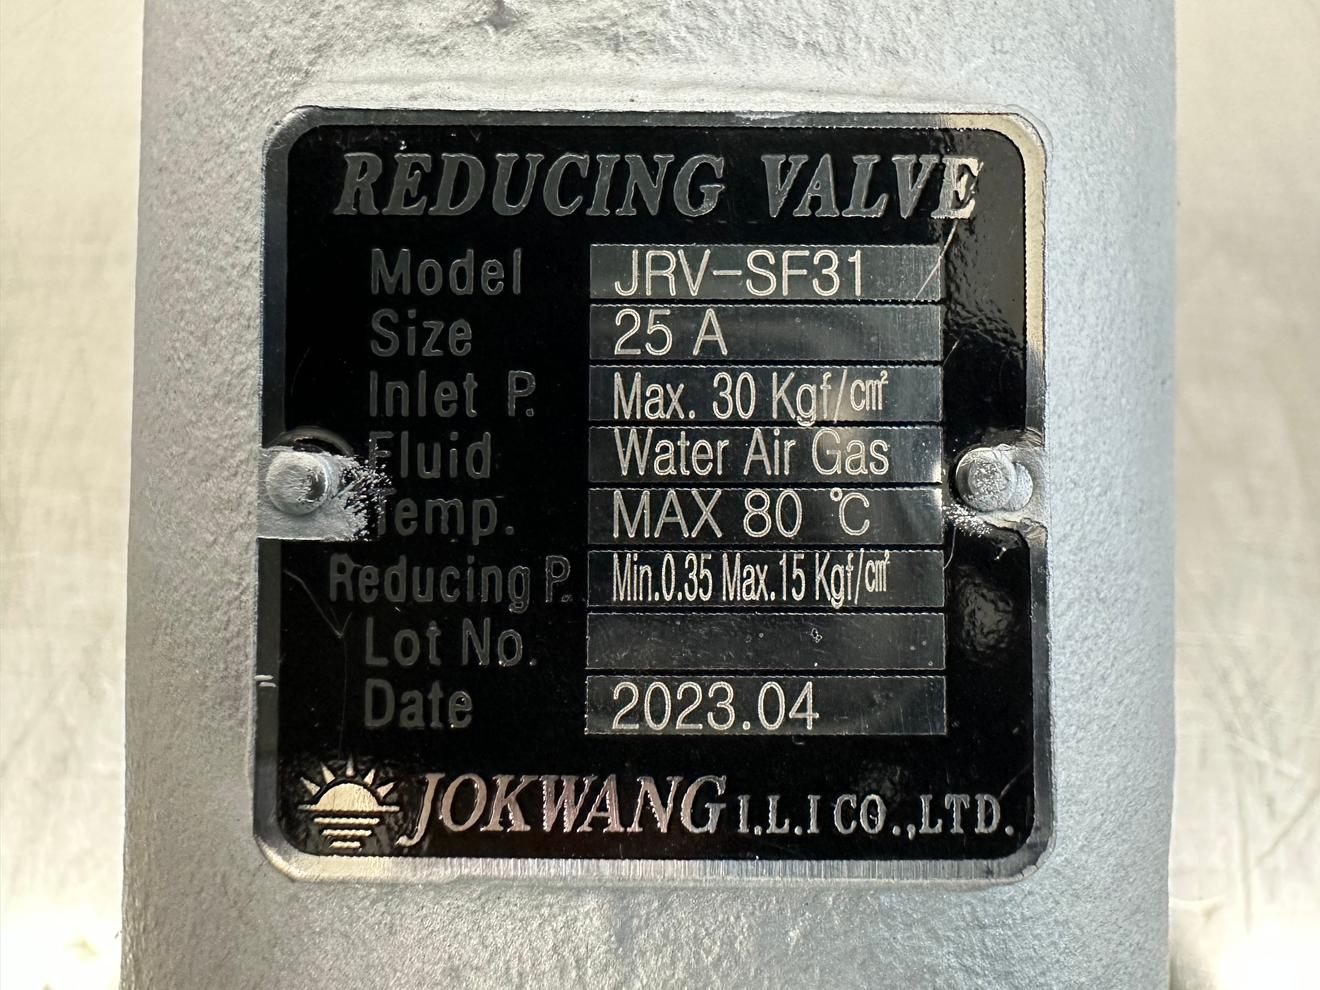 REDUCING VALVE
Model JRV-SF31
Size 25 A
Inlet P. Max. 30 Kgf/cm²
Fluid Water Air Gas
Temp. MAX 80 ℃
Reducing P. Min.0.35 Max.15 Kgf/cm²
Lot No.
Date 2023.04
JOKWANG I.L.I CO.,LTD.